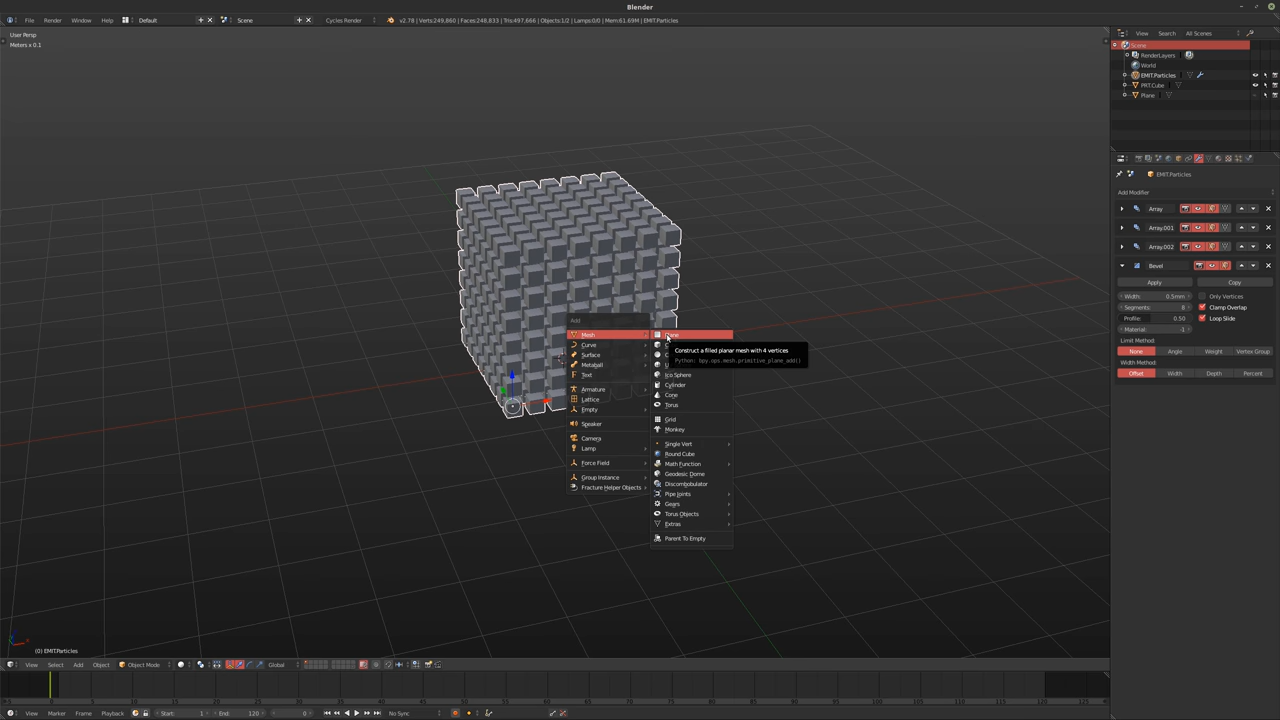 Blender
File Render Window Help Default Scene Cycles Render v2.78 | Verts:249,860 | Faces:248,833 | Tris:497,666 | Objects:1/2 | Lamps:0/0 | Mem:61.69M | EMIT.Particles
User Persp
Meters x 0.1
View Search All Scenes
Scene
RenderLayers
World
EMIT.Particles
PRT.Cube
Plane
EMIT.Particles
Add Modifier
Array
Array.001
Array.002
Bevel
Apply Copy
Width: 0.5mm Only Vertices
Segments: 8 Clamp Overlap
Profile: 0.50 Loop Slide
Material: -1
Limit Method:
None Angle Weight Vertex Group
Width Method:
Offset Width Depth Percent
Add
Mesh
Curve
Surface
Metaball
Text
Armature
Lattice
Empty
Speaker
Camera
Lamp
Force Field
Group Instance
Fracture Helper Objects
Plane
Construct a filled planar mesh with 4 vertices
Python: bpy.ops.mesh.primitive_plane_add()
Ico Sphere
Cylinder
Cone
Torus
Grid
Monkey
Single Vert
Round Cube
Math Function
Geodesic Dome
Discombobulator
Pipe Joints
Gears
Torus Objects
Extras
Parent To Empty
(0) EMIT.Particles
View Select Add Object Object Mode Global
View Marker Frame Playback Start: 1 End: 120 0 No Sync